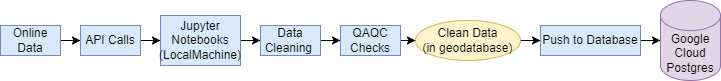 Online
Data
API Calls
Jupyter
Notebooks
(LocalMachine)
Data
Cleaning
QAQC
Checks
Clean Data
(in geodatabase)
Push to Database
Google
Cloud
Postgres